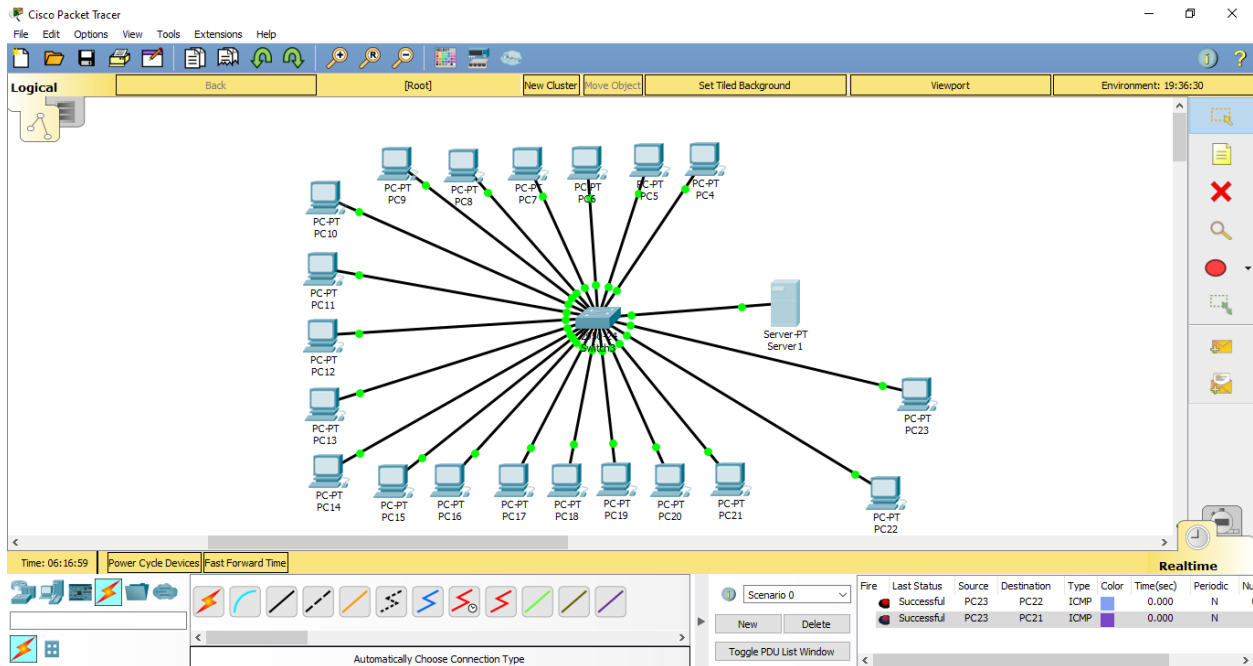 Cisco Packet Tracer
File Edit Options View Tools Extensions Help
Logical Back [Root] New Cluster Move Object Set Tiled Background Viewport Environment: 19:36:30
PC-PT
PC9
PC-PT
PC8
PC-PT
PC7
PC-PT
PC6
PC-PT
PC5
PC-PT
PC4
PC-PT
PC10
PC-PT
PC11
PC-PT
PC12
PC-PT
PC13
PC-PT
PC14
Switch3
Server-PT
Server1
PC-PT
PC23
PC-PT
PC15
PC-PT
PC16
PC-PT
PC17
PC-PT
PC18
PC-PT
PC19
PC-PT
PC20
PC-PT
PC21
PC-PT
PC22
Time: 06:16:59 Power Cycle Devices Fast Forward Time
Realtime
Scenario 0
New Delete
Toggle PDU List Window
Fire Last Status Source Destination Type Color Time(sec) Periodic Nu
Successful PC23 PC22 ICMP 0.000 N
Successful PC23 PC21 ICMP 0.000 N
Automatically Choose Connection Type